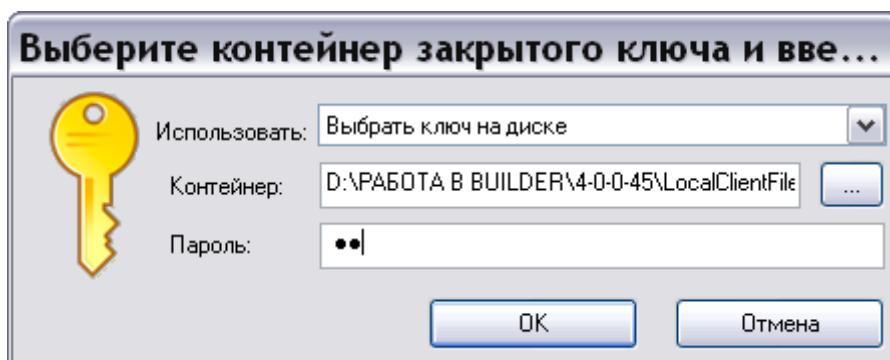 Выберите контейнер закрытого ключа и вве...
Использовать: Выбрать ключ на диске
Контейнер: D:\РАБОТА В BUILDER\4-0-0-45\LocalClientFile ...
Пароль: ●●
OK Отмена